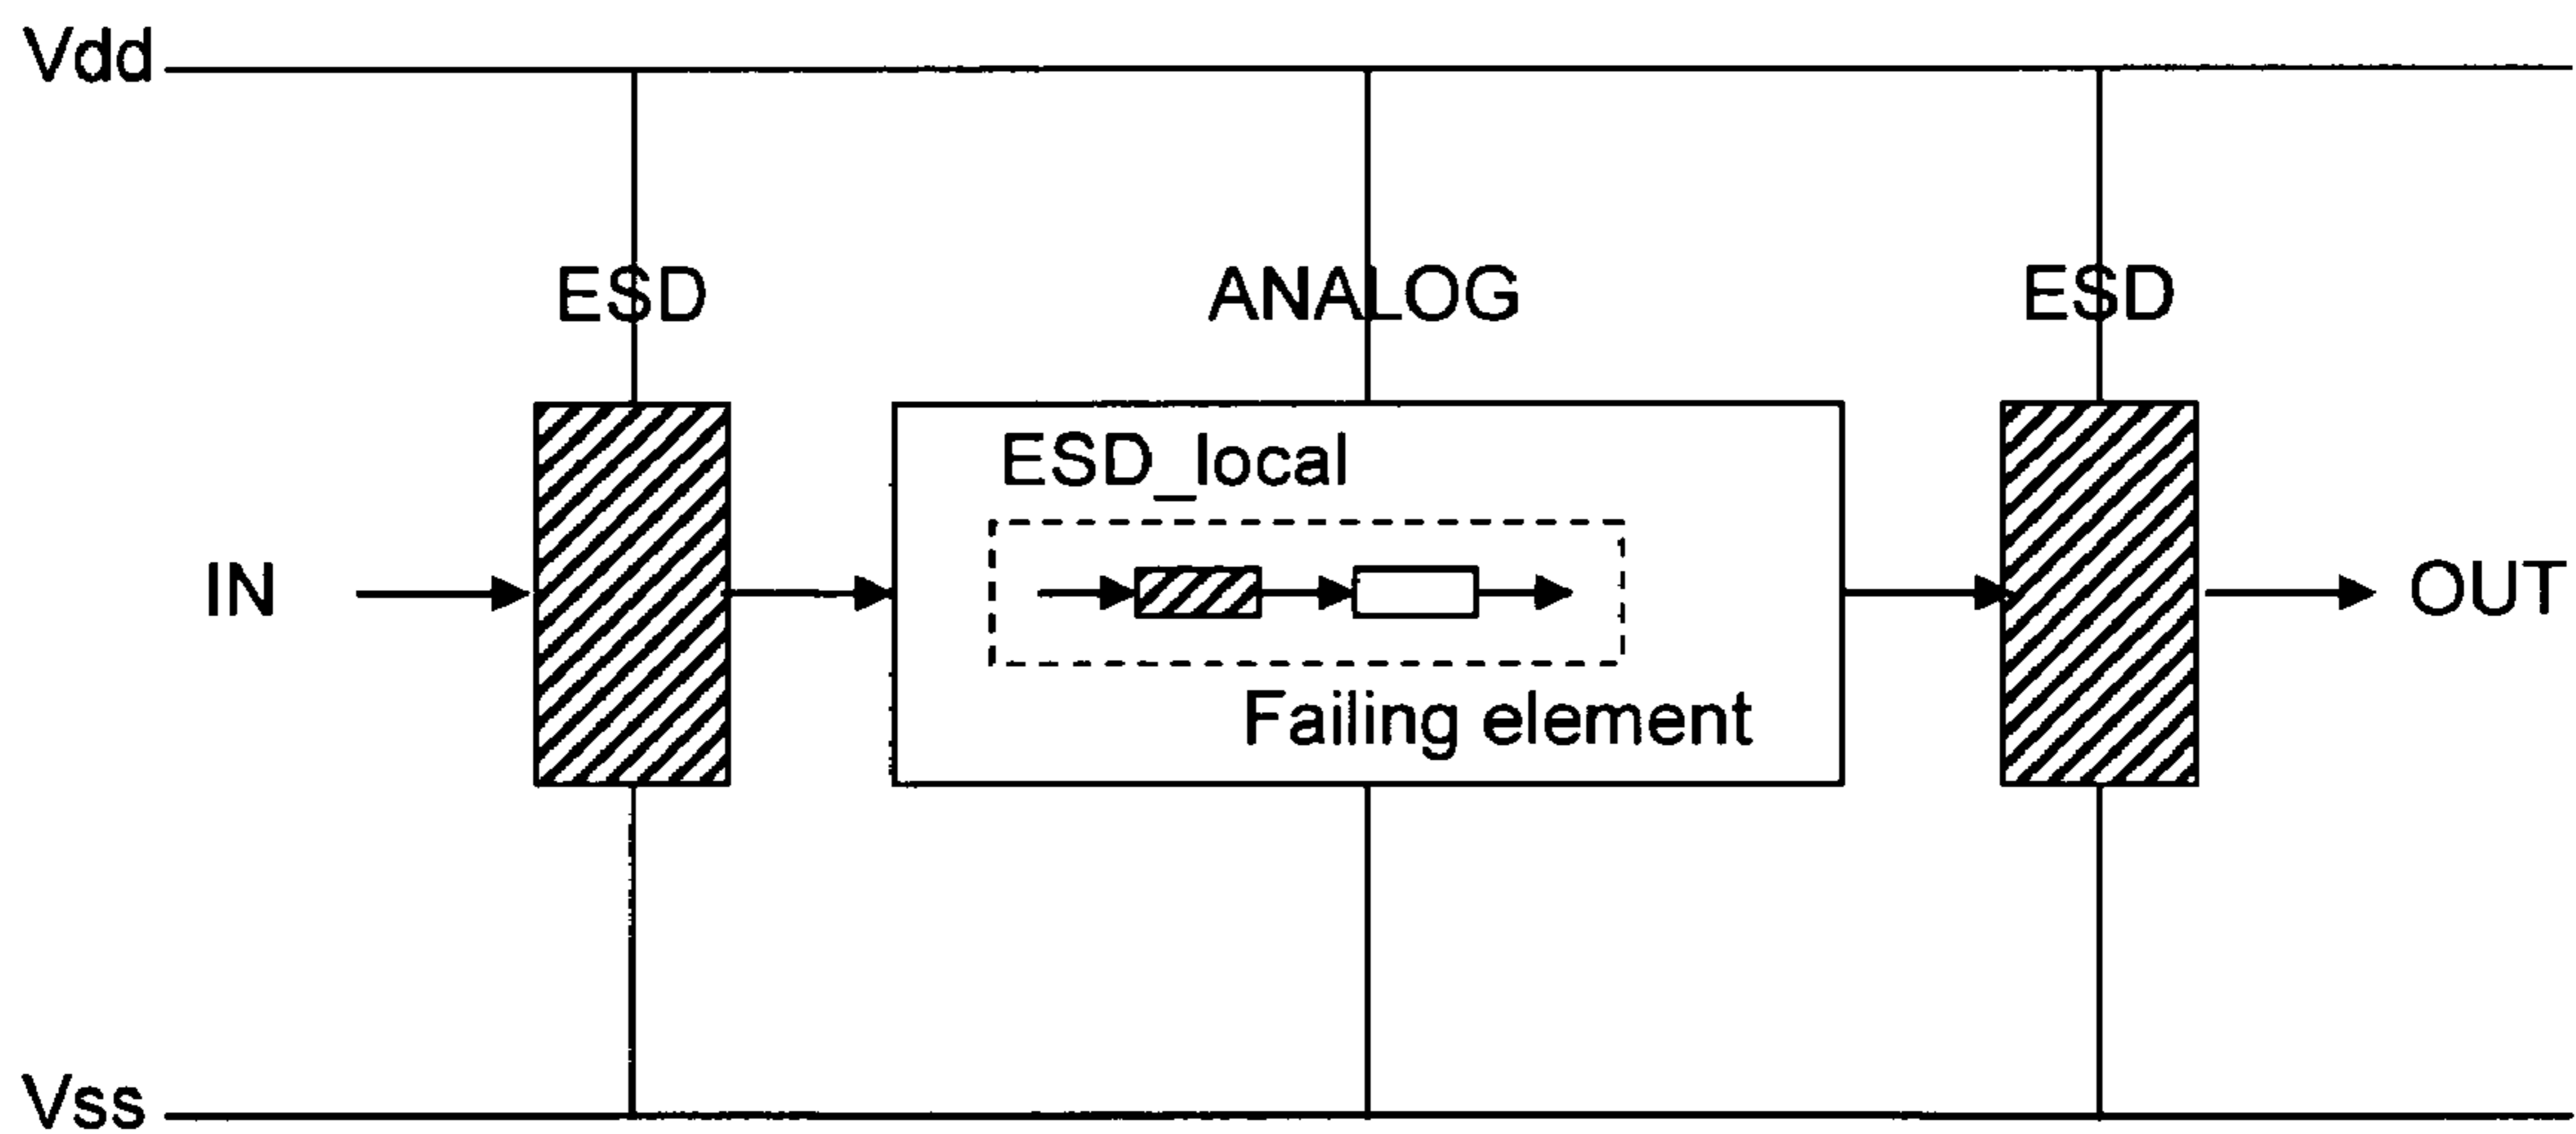 Vdd
ESD ANALOG ESD
ESD_local
IN OUT
Failing element
Vss